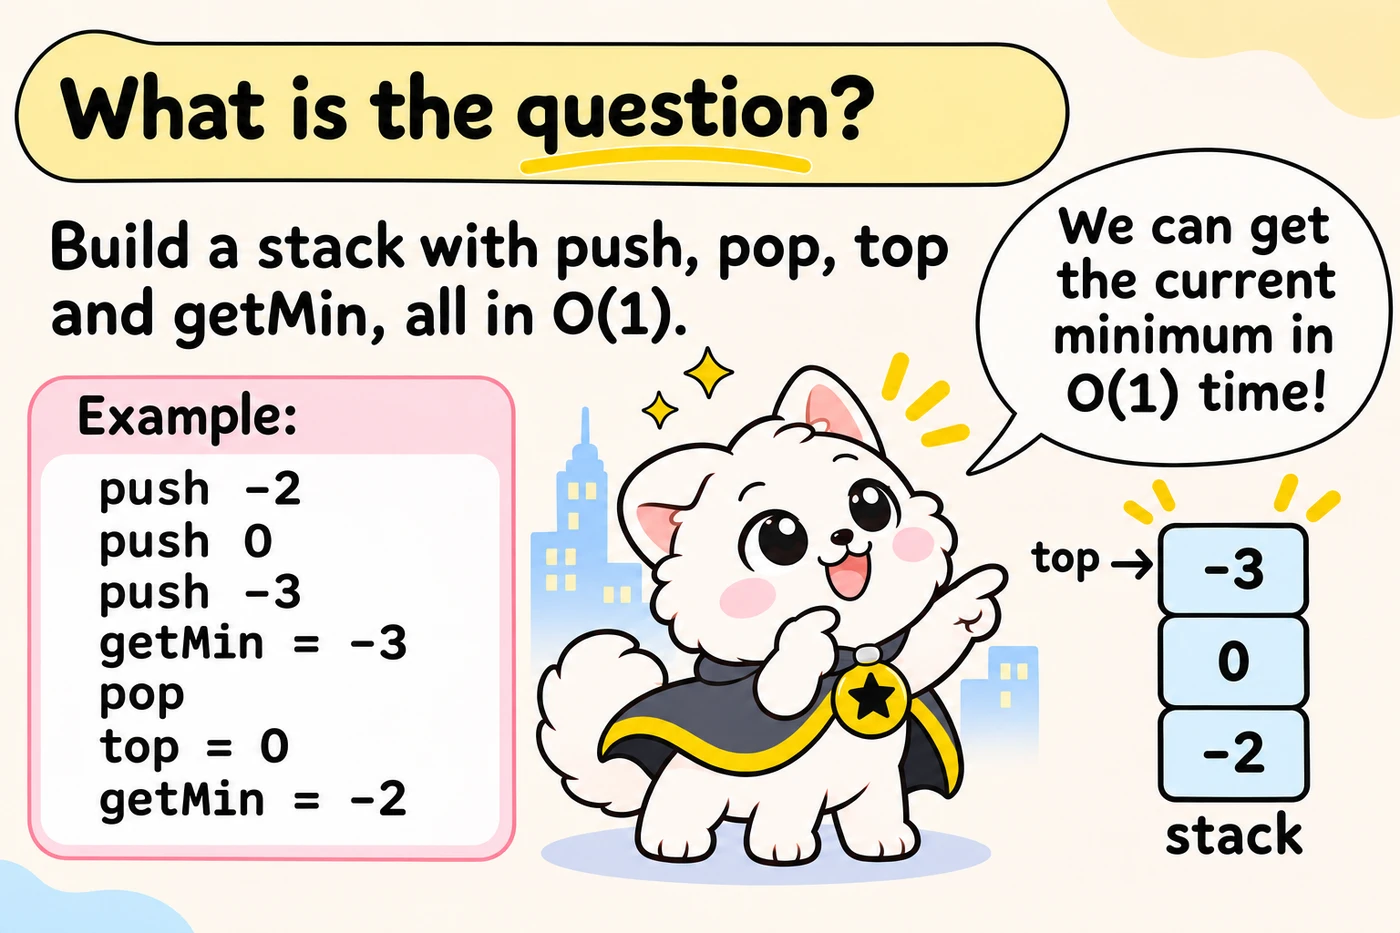 What is the question?
Build a stack with push, pop, top
and getMin, all in O(1).
We can get
the current
minimum in
O(1) time!
Example:
push -2
push 0
push -3
getMin = -3
pop
top = 0
getMin = -2
top →
-3
0
-2
stack